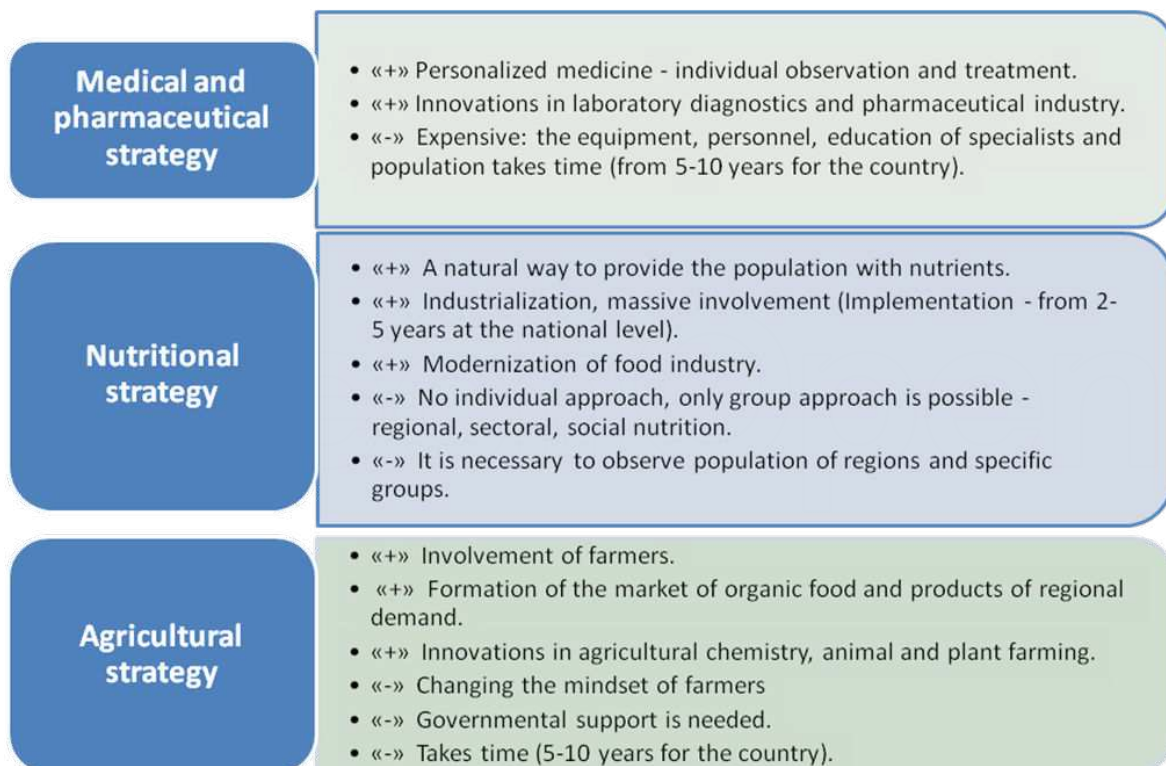 Medical and
pharmaceutical
strategy
• «+» Personalized medicine - individual observation and treatment.
• «+» Innovations in laboratory diagnostics and pharmaceutical industry.
• «-» Expensive: the equipment, personnel, education of specialists and
population takes time (from 5-10 years for the country).
Nutritional
strategy
• «+» A natural way to provide the population with nutrients.
• «+» Industrialization, massive involvement (Implementation - from 2-
5 years at the national level).
• «+» Modernization of food industry.
• «-» No individual approach, only group approach is possible -
regional, sectoral, social nutrition.
• «-» It is necessary to observe population of regions and specific
groups.
Agricultural
strategy
• «+» Involvement of farmers.
• «+» Formation of the market of organic food and products of regional
demand.
• «+» Innovations in agricultural chemistry, animal and plant farming.
• «-» Changing the mindset of farmers
• «-» Governmental support is needed.
• «-» Takes time (5-10 years for the country).